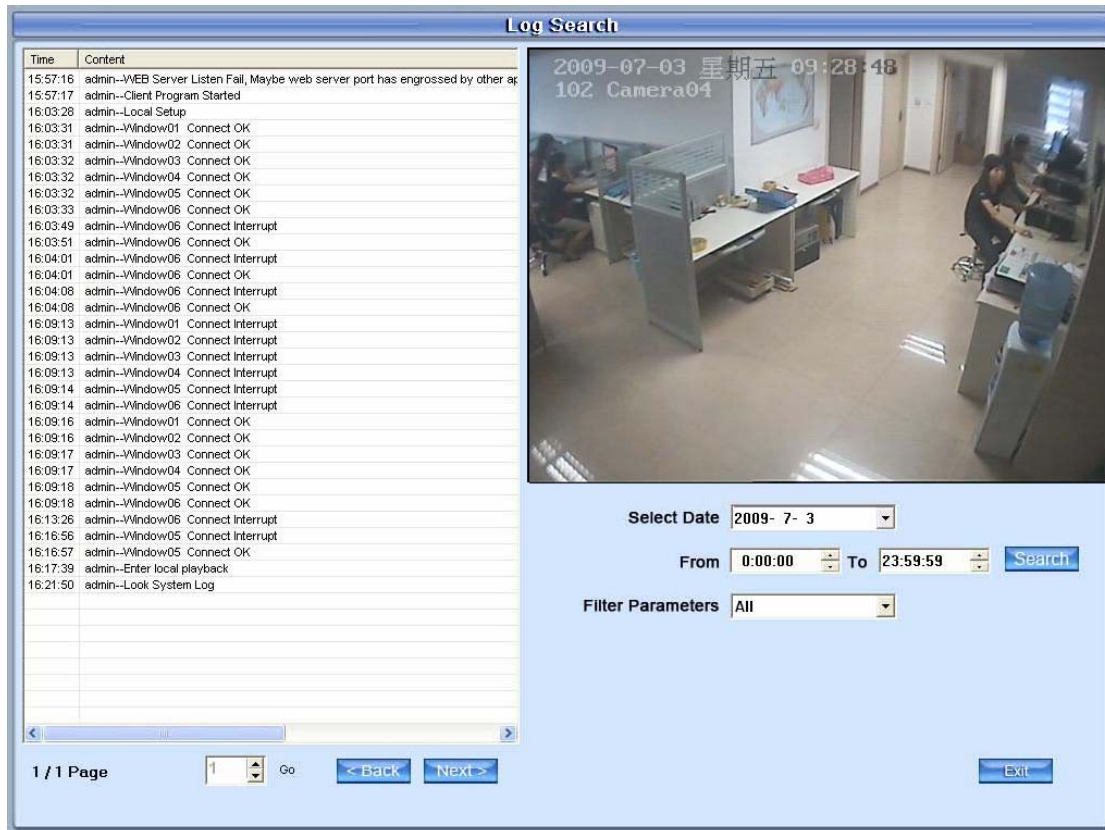 Log Search
Time Content
15:57:16 admin--WEB Server Listen Fail, Maybe web server port has engrossed by other ap
15:57:17 admin--Client Program Started
16:03:28 admin--Local Setup
16:03:31 admin--Window01 Connect OK
16:03:31 admin--Window02 Connect OK
16:03:32 admin--Window03 Connect OK
16:03:32 admin--Window04 Connect OK
16:03:32 admin--Window05 Connect OK
16:03:33 admin--Window06 Connect OK
16:03:49 admin--Window06 Connect Interrupt
16:03:51 admin--Window06 Connect OK
16:04:01 admin--Window06 Connect Interrupt
16:04:01 admin--Window06 Connect OK
16:04:08 admin--Window06 Connect Interrupt
16:04:08 admin--Window06 Connect OK
16:09:13 admin--Window01 Connect Interrupt
16:09:13 admin--Window02 Connect Interrupt
16:09:13 admin--Window03 Connect Interrupt
16:09:13 admin--Window04 Connect Interrupt
16:09:14 admin--Window05 Connect Interrupt
16:09:14 admin--Window06 Connect Interrupt
16:09:16 admin--Window01 Connect OK
16:09:16 admin--Window02 Connect OK
16:09:17 admin--Window03 Connect OK
16:09:17 admin--Window04 Connect OK
16:09:18 admin--Window05 Connect OK
16:09:18 admin--Window06 Connect OK
16:13:26 admin--Window06 Connect Interrupt
16:16:56 admin--Window05 Connect Interrupt
16:16:57 admin--Window05 Connect OK
16:17:39 admin--Enter local playback
16:21:50 admin--Look System Log
1 / 1 Page 1 Go < Back Next >
2009-07-03 星期五 09:28:48
102 Camera04
Select Date 2009- 7- 3
From 0:00:00 To 23:59:59 Search
Filter Parameters All
Exit